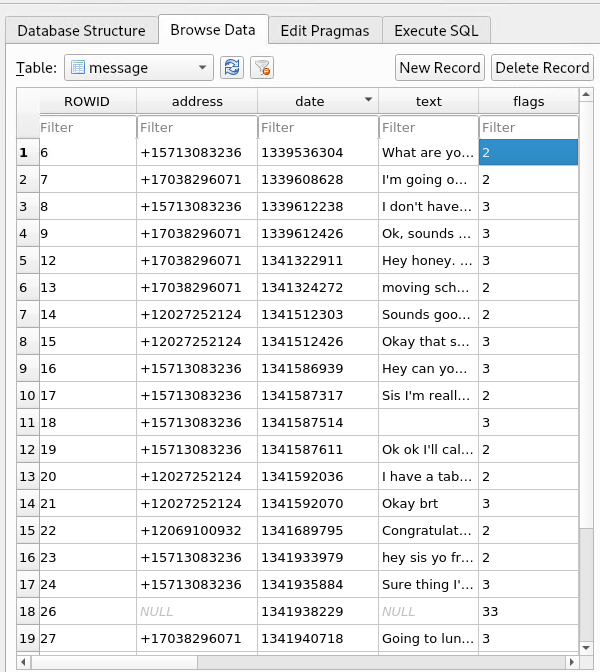 Database Structure Browse Data Edit Pragmas Execute SQL
Table: message New Record Delete Record
ROWID address date text flags
Filter Filter Filter Filter Filter
1 6 +15713083236 1339536304 What are yo... 2
2 7 +17038296071 1339608628 I'm going o... 2
3 8 +15713083236 1339612238 I don't have... 3
4 9 +17038296071 1339612426 Ok, sounds ... 3
5 12 +17038296071 1341322911 Hey honey. ... 3
6 13 +17038296071 1341324272 moving sch... 2
7 14 +12027252124 1341512303 Sounds goo... 2
8 15 +12027252124 1341512426 Okay that s... 3
9 16 +15713083236 1341586939 Hey can yo... 3
10 17 +15713083236 1341587317 Sis I'm reall... 2
11 18 +15713083236 1341587514 3
12 19 +15713083236 1341587611 Ok ok I'll cal... 2
13 20 +12027252124 1341592036 I have a tab... 2
14 21 +12027252124 1341592070 Okay brt 3
15 22 +12069100932 1341689795 Congratulat... 2
16 23 +15713083236 1341933979 hey sis yo fr... 2
17 24 +15713083236 1341935884 Sure thing I'... 3
18 26 NULL 1341938229 NULL 33
19 27 +17038296071 1341940718 Going to lun... 3